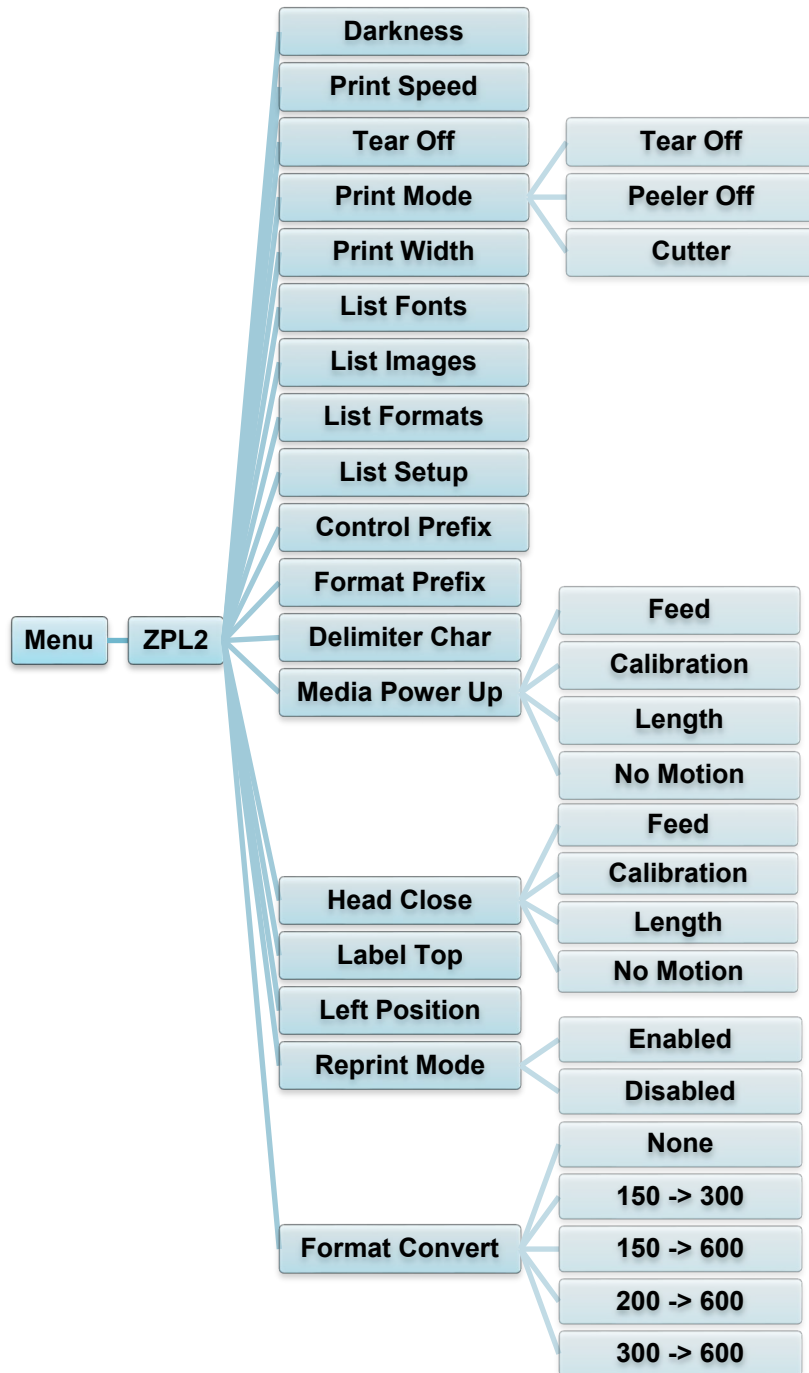 Menu
ZPL2
Darkness
Print Speed
Tear Off
Print Mode
Tear Off
Peeler Off
Cutter
Print Width
List Fonts
List Images
List Formats
List Setup
Control Prefix
Format Prefix
Delimiter Char
Media Power Up
Feed
Calibration
Length
No Motion
Head Close
Feed
Calibration
Length
No Motion
Label Top
Left Position
Reprint Mode
Enabled
Disabled
Format Convert
None
150 -> 300
150 -> 600
200 -> 600
300 -> 600